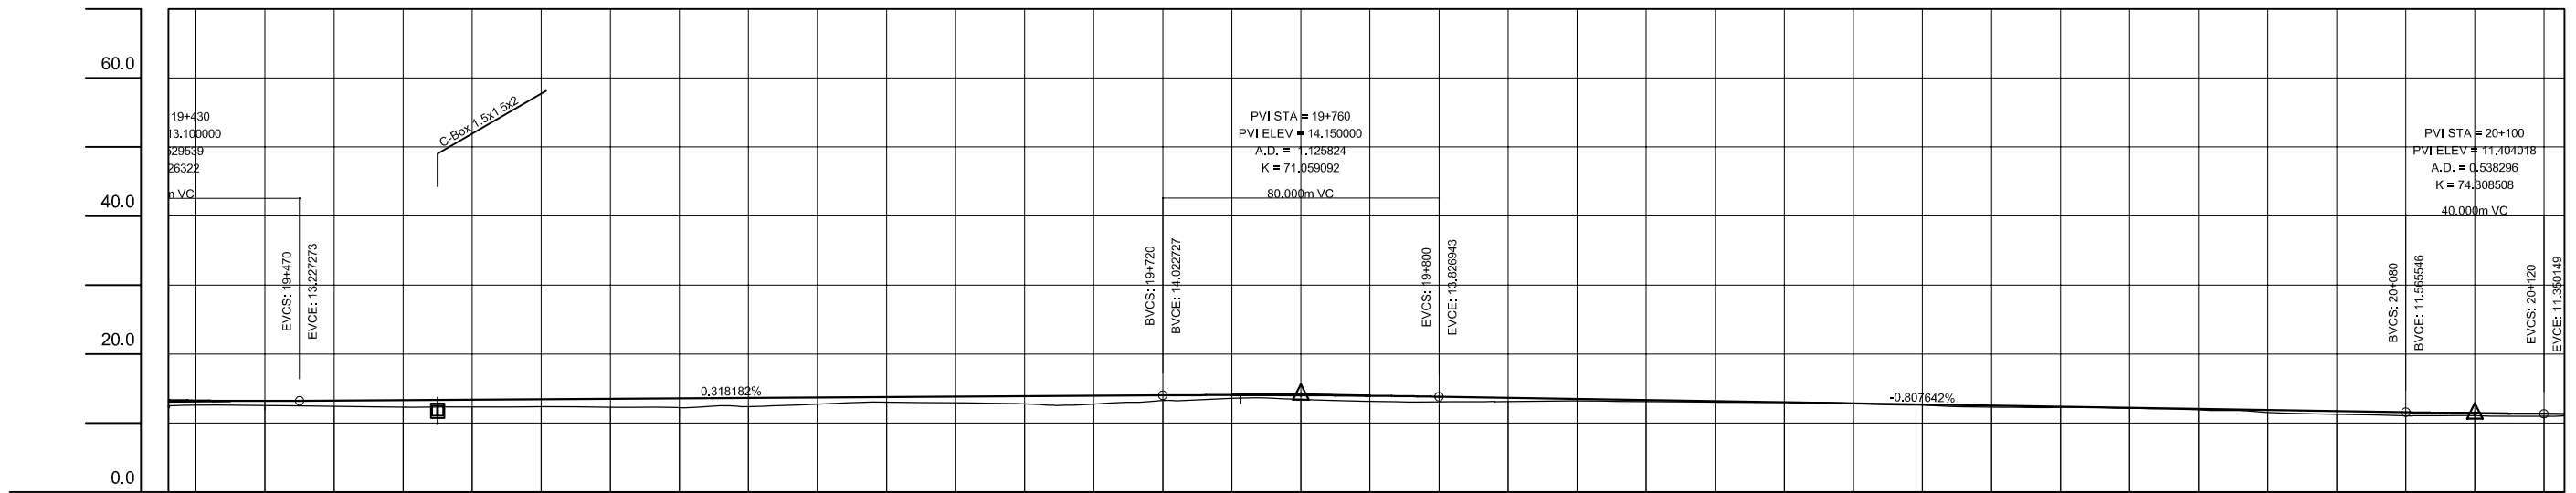 60.0
40.0
20.0
0.0
19+430
13.100000
529539
26322
m VC
EVCS: 19+470
EVCE: 13.227273
C-Box 1.5x1.5x2
0.318182%
PVI STA = 19+760
PVI ELEV = 14.150000
A.D. = -1.125824
K = 71.059092
80.000m VC
BVCS: 19+720
BVCE: 14.022727
EVCS: 19+800
EVCE: 13.826943
-0.807642%
PVI STA = 20+100
PVI ELEV = 11.404018
A.D. = 0.538296
K = 74.308508
40.000m VC
BVCS: 20+080
BVCE: 11.565546
EVCS: 20+120
EVCE: 11.350149